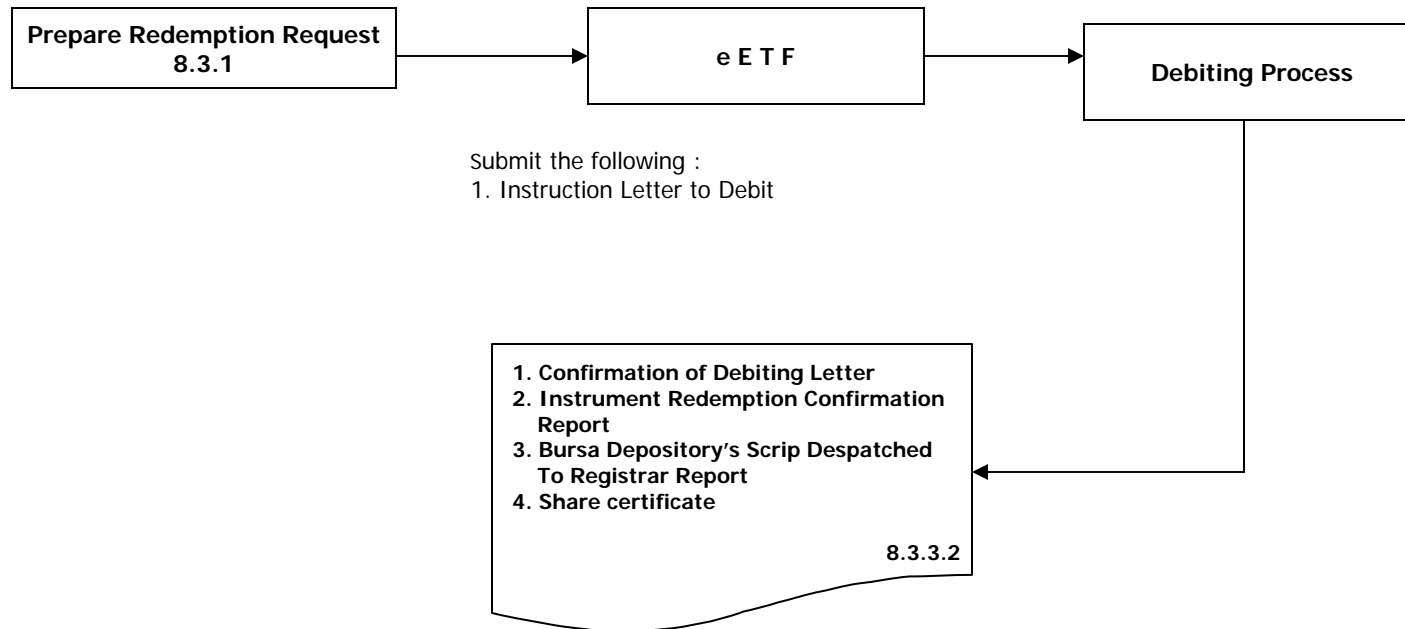 Prepare Redemption Request
8.3.1
e E T F
Debiting Process
Submit the following :
1. Instruction Letter to Debit
1. Confirmation of Debiting Letter
2. Instrument Redemption Confirmation
Report
3. Bursa Depository's Scrip Despatched
To Registrar Report
4. Share certificate
8.3.3.2